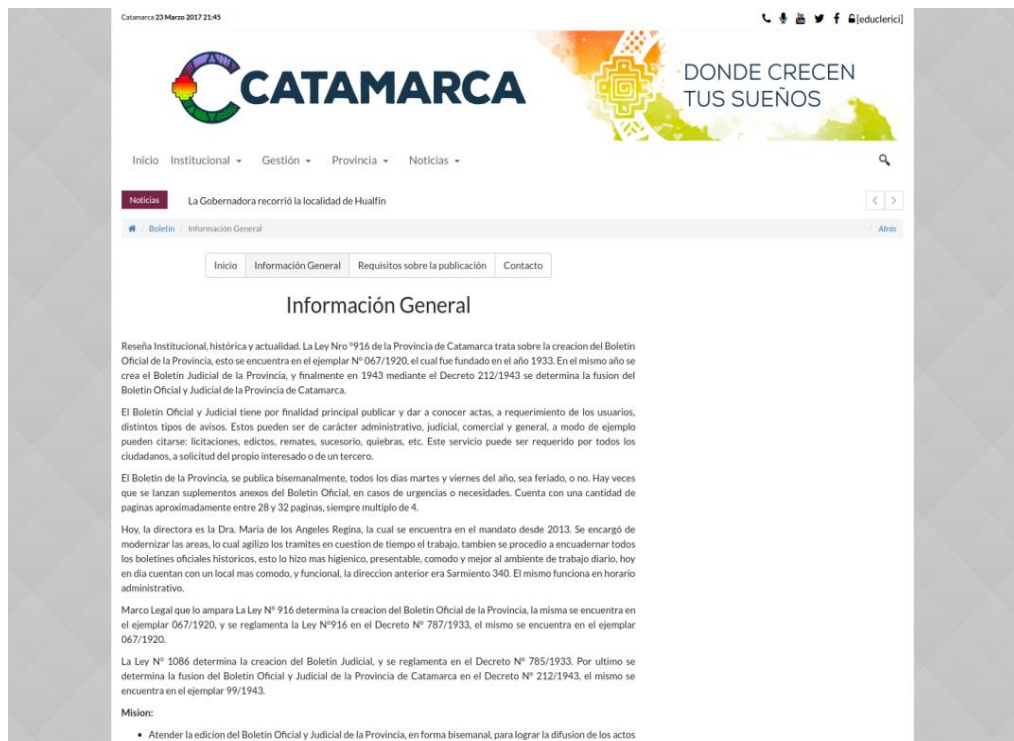 Catamarca 23 Marzo 2017 21:45
[educlerici]
CATAMARCA
DONDE CRECEN
TUS SUEÑOS
Inicio Institucional Gestión Provincia Noticias
Noticias La Gobernadora recorrió la localidad de Hualfín
/ Boletín / Información General / Atrás
Inicio Información General Requisitos sobre la publicación Contacto
Información General
Reseña Institucional, histórica y actualidad. La Ley Nro °916 de la Provincia de Catamarca trata sobre la creacion del Boletin
Oficial de la Provincia, esto se encuentra en el ejemplar N° 067/1920, el cual fue fundado en el año 1933. En el mismo año se
crea el Boletin Judicial de la Provincia, y finalmente en 1943 mediante el Decreto 212/1943 se determina la fusion del
Boletin Oficial y Judicial de la Provincia de Catamarca.
El Boletín Oficial y Judicial tiene por finalidad principal publicar y dar a conocer actas, a requerimiento de los usuarios,
distintos tipos de avisos. Estos pueden ser de carácter administrativo, judicial, comercial y general, a modo de ejemplo
pueden citarse: licitaciones, edictos, remates, sucesorio, quiebras, etc. Este servicio puede ser requerido por todos los
ciudadanos, a solicitud del propio interesado o de un tercero.
El Boletin de la Provincia, se publica bisemanalmente, todos los dias martes y viernes del año, sea feriado, o no. Hay veces
que se lanzan suplementos anexos del Boletin Oficial, en casos de urgencias o necesidades. Cuenta con una cantidad de
paginas aproximadamente entre 28 y 32 paginas, siempre multiplo de 4.
Hoy, la directora es la Dra. Maria de los Angeles Regina, la cual se encuentra en el mandato desde 2013. Se encargó de
modernizar las areas, lo cual agilizo los tramites en cuestion de tiempo el trabajo, tambien se procedio a encuadernar todos
los boletines oficiales historicos, esto lo hizo mas higienico, presentable, comodo y mejor al ambiente de trabajo diario, hoy
en dia cuentan con un local mas comodo, y funcional, la direccion anterior era Sarmiento 340. El mismo funciona en horario
administrativo.
Marco Legal que lo ampara La Ley N° 916 determina la creacion del Boletin Oficial de la Provincia, la misma se encuentra en
el ejemplar 067/1920, y se reglamenta la Ley N°916 en el Decreto N° 787/1933, el mismo se encuentra en el ejemplar
067/1920.
La Ley N° 1086 determina la creacion del Boletin Judicial, y se reglamenta en el Decreto N° 785/1933. Por ultimo se
determina la fusion del Boletin Oficial y Judicial de la Provincia de Catamarca en el Decreto N° 212/1943, el mismo se
encuentra en el ejemplar 99/1943.
Mision:
• Atender la edicion del Boletin Oficial y Judicial de la Provincia, en forma bisemanal, para lograr la difusion de los actos